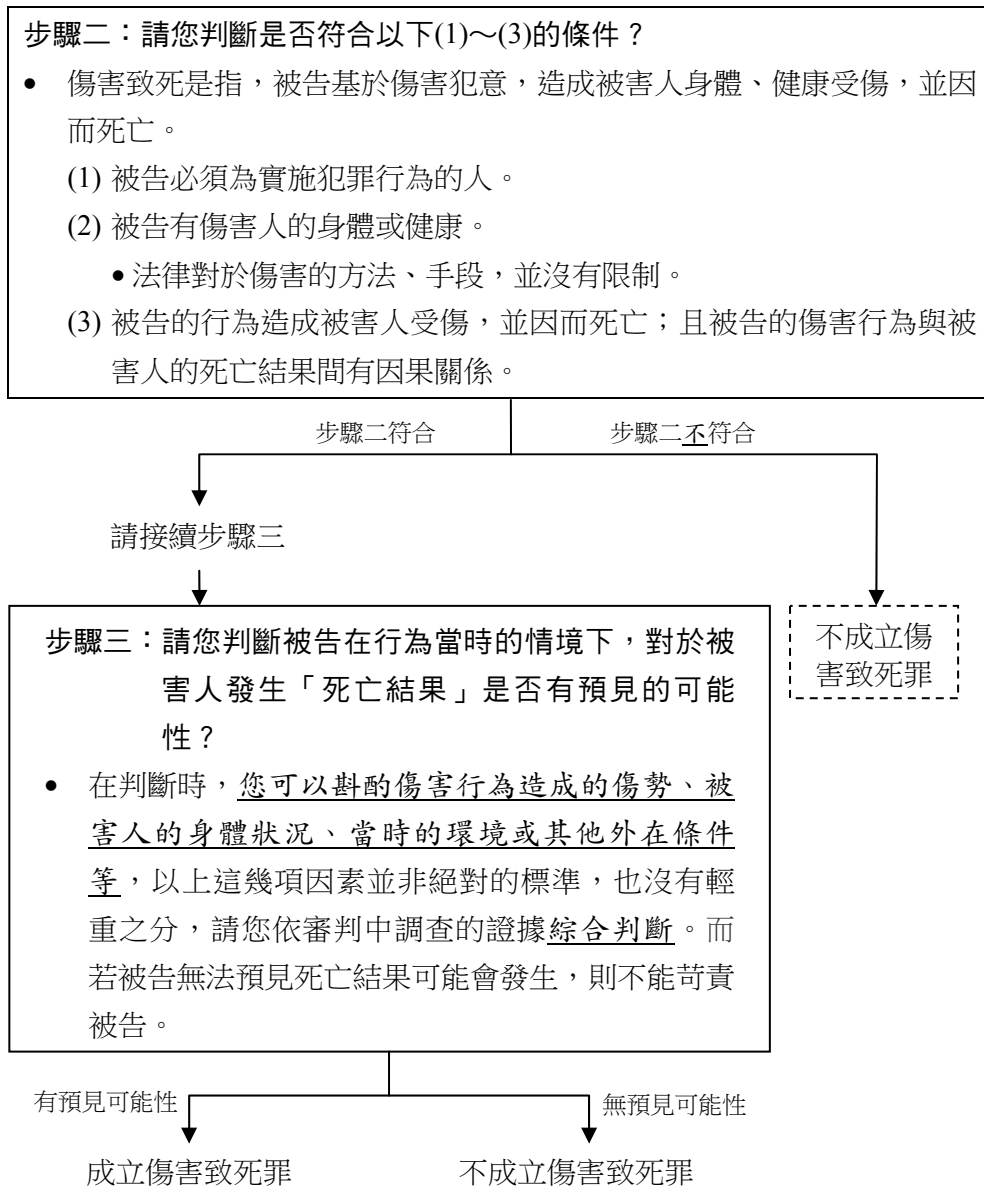 步驟二：請您判斷是否符合以下(1)～(3)的條件？
• 傷害致死是指，被告基於傷害犯意，造成被害人身體、健康受傷，並因
而死亡。
(1) 被告必須為實施犯罪行為的人。
(2) 被告有傷害人的身體或健康。
•法律對於傷害的方法、手段，並沒有限制。
(3) 被告的行為造成被害人受傷，並因而死亡；且被告的傷害行為與被
害人的死亡結果間有因果關係。
步驟二符合
步驟二不符合
請接續步驟三
不成立傷
害致死罪
步驟三：請您判斷被告在行為當時的情境下，對於被
害人發生「死亡結果」是否有預見的可能
性？
• 在判斷時，您可以斟酌傷害行為造成的傷勢、被
害人的身體狀況、當時的環境或其他外在條件
等，以上這幾項因素並非絕對的標準，也沒有輕
重之分，請您依審判中調查的證據綜合判斷。而
若被告無法預見死亡結果可能會發生，則不能苛責
被告。
有預見可能性
無預見可能性
成立傷害致死罪
不成立傷害致死罪